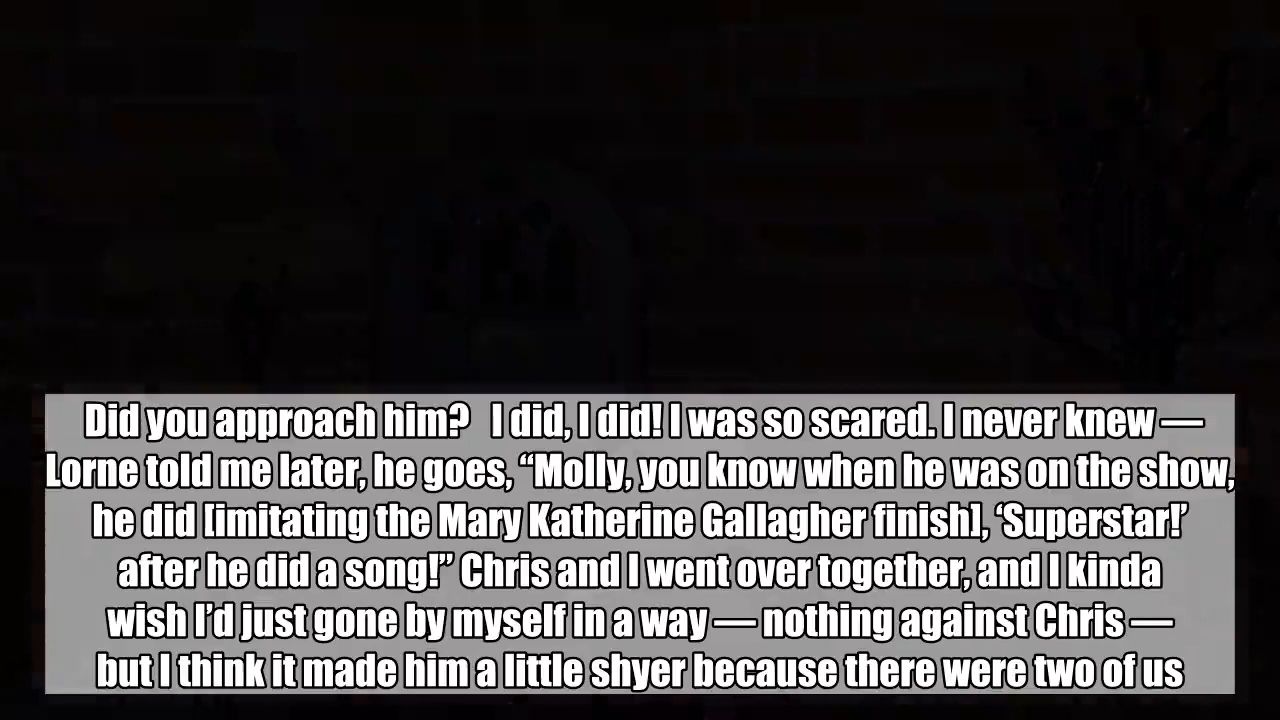 Did you approach him?   I did, I did! I was so scared. I never knew —
Lorne told me later, he goes, “Molly, you know when he was on the show,
he did [imitating the Mary Katherine Gallagher finish], ‘Superstar!’
after he did a song!” Chris and I went over together, and I kinda
wish I’d just gone by myself in a way — nothing against Chris —
but I think it made him a little shyer because there were two of us